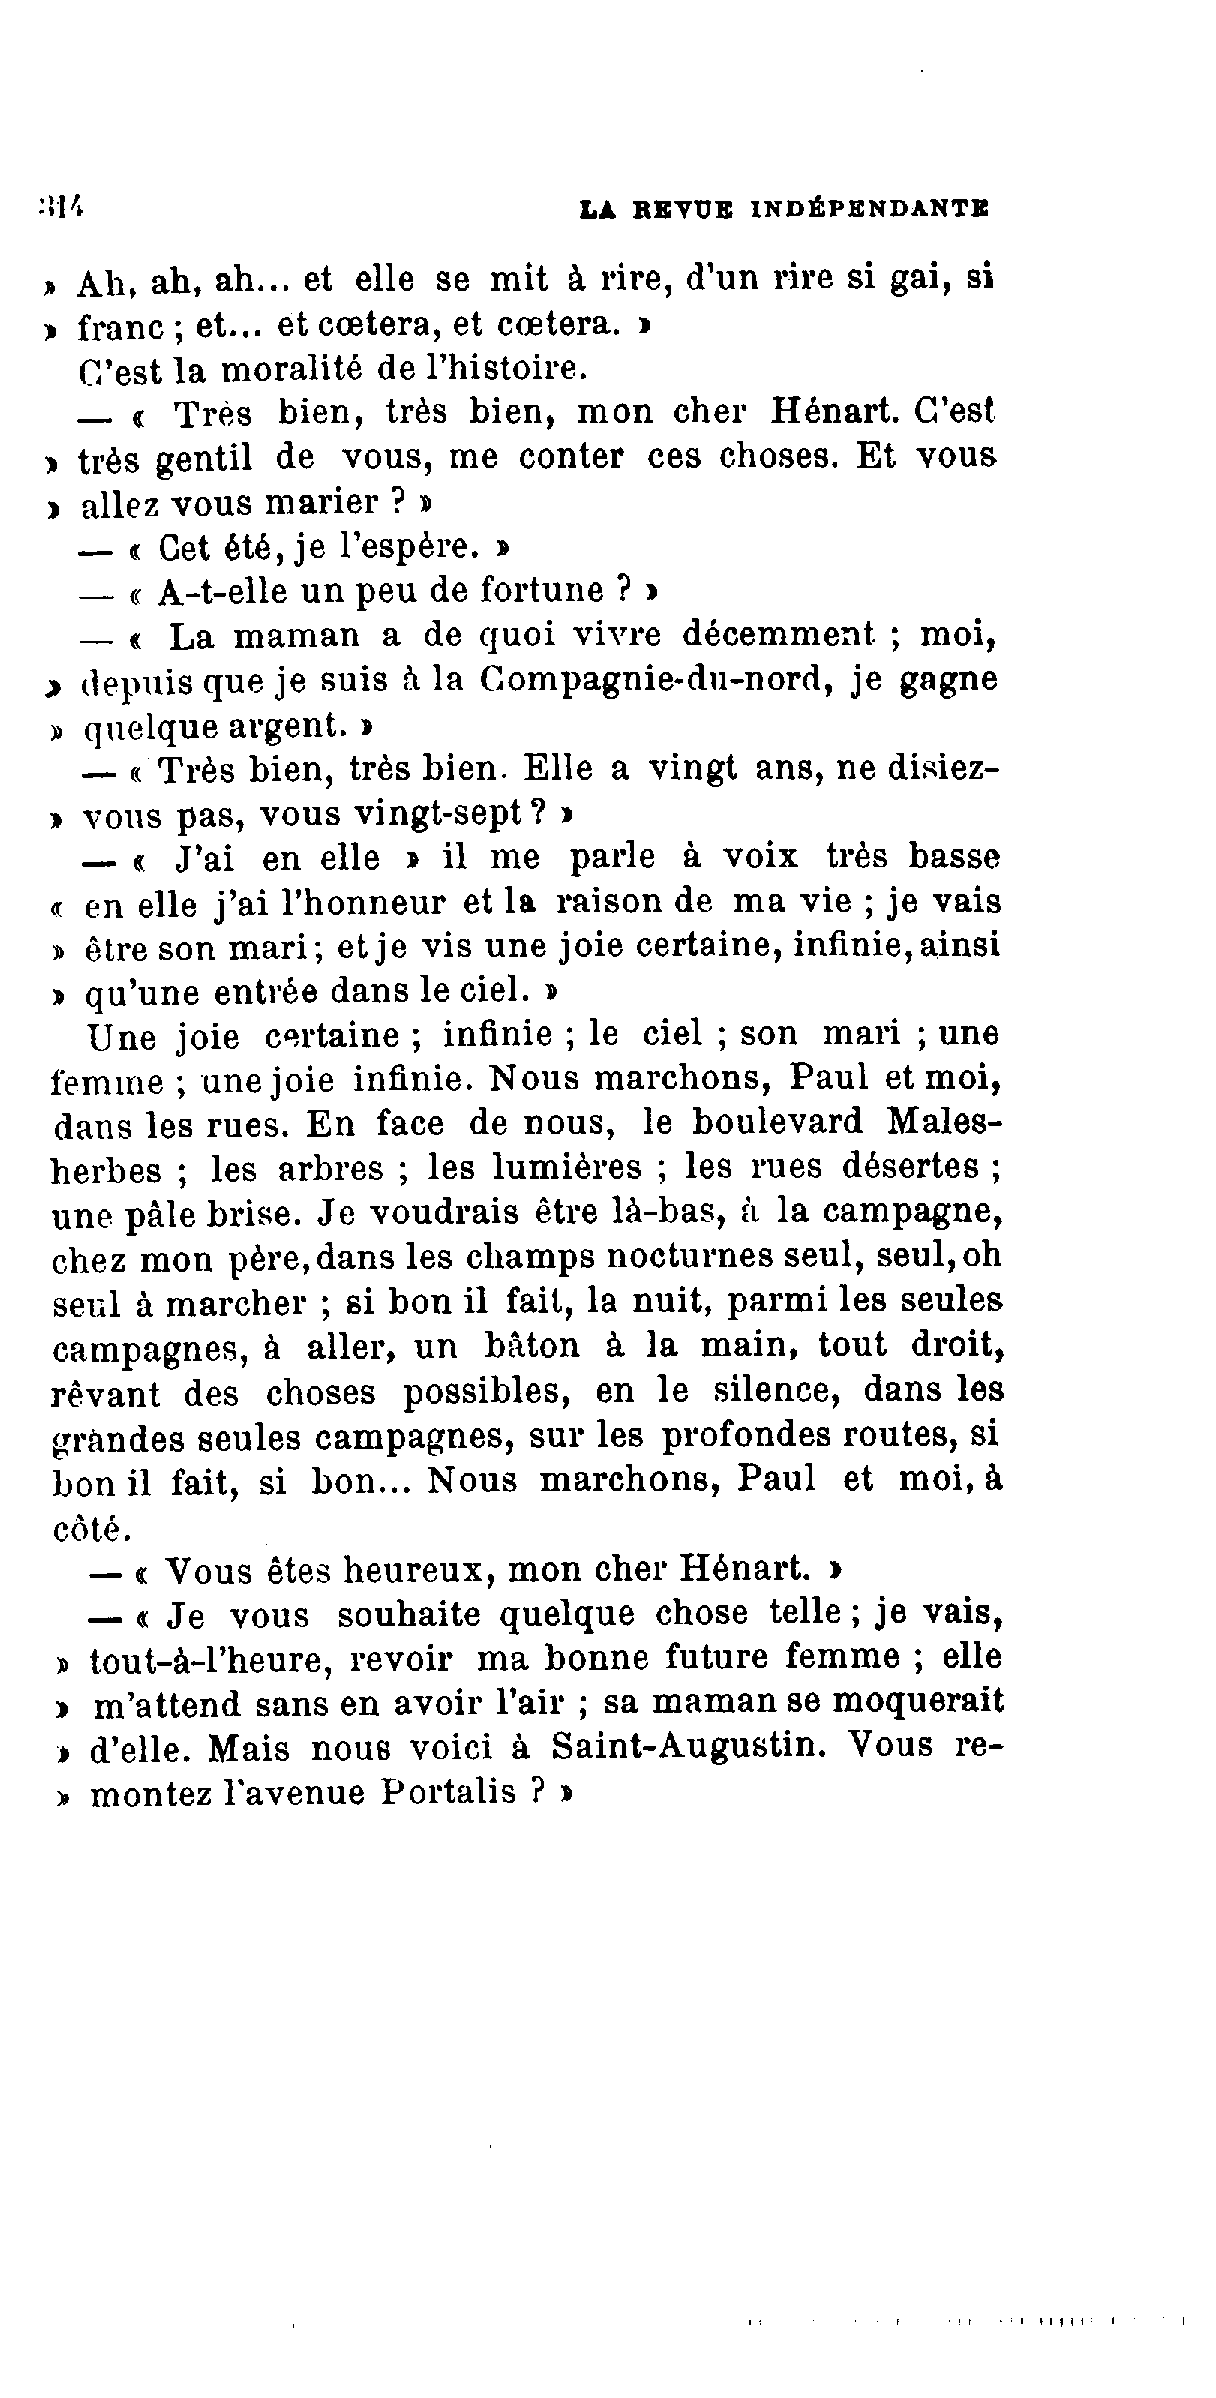 314 LA REVUE INDÉPENDANTE
» Ah, ah, ah... et elle se mit à rire, d'un rire si gai, si
» franc ; et... et cœtera, et cœtera. »
C'est la moralité de l'histoire.
— « Très bien, très bien, mon cher Hénart. C'est
» très gentil de vous, me conter ces choses. Et vous
» allez vous marier ? »
— « Cet été, je l'espère. »
— « A-t-elle un peu de fortune ? »
— « La maman a de quoi vivre décemment ; moi,
» depuis que je suis à la Compagnie-du-nord, je gagne
» quelque argent. »
— « Très bien, très bien. Elle a vingt ans, ne disiez-
» vous pas, vous vingt-sept ? »
— « J'ai en elle » il me parle à voix très basse
« en elle j'ai l'honneur et la raison de ma vie ; je vais
» être son mari ; et je vis une joie certaine, infinie, ainsi
» qu'une entrée dans le ciel. »
Une joie certaine ; infinie ; le ciel ; son mari ; une
femme ; une joie infinie. Nous marchons, Paul et moi,
dans les rues. En face de nous, le boulevard Males-
herbes ; les arbres ; les lumières ; les rues désertes ;
une pâle brise. Je voudrais être là-bas, à la campagne,
chez mon père, dans les champs nocturnes seul, seul, oh
seul à marcher ; si bon il fait, la nuit, parmi les seules
campagnes, à aller, un bâton à la main, tout droit,
rêvant des choses possibles, en le silence, dans les
grandes seules campagnes, sur les profondes routes, si
bon il fait, si bon... Nous marchons, Paul et moi, à
côté.
— « Vous êtes heureux, mon cher Hénart. »
— « Je vous souhaite quelque chose telle ; je vais,
» tout-à-l'heure, revoir ma bonne future femme ; elle
» m'attend sans en avoir l'air ; sa maman se moquerait
» d'elle. Mais nous voici à Saint-Augustin. Vous re-
» montez l'avenue Portalis ? »